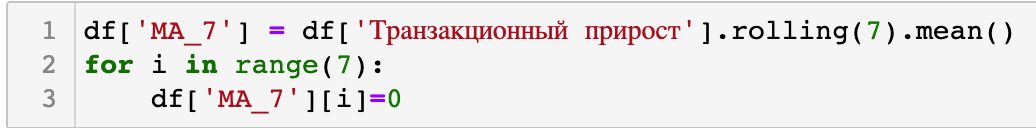 1 df['MA_7'] = df['Транзакционный прирост'].rolling(7).mean()
2 for i in range(7):
3     df['MA_7'][i]=0